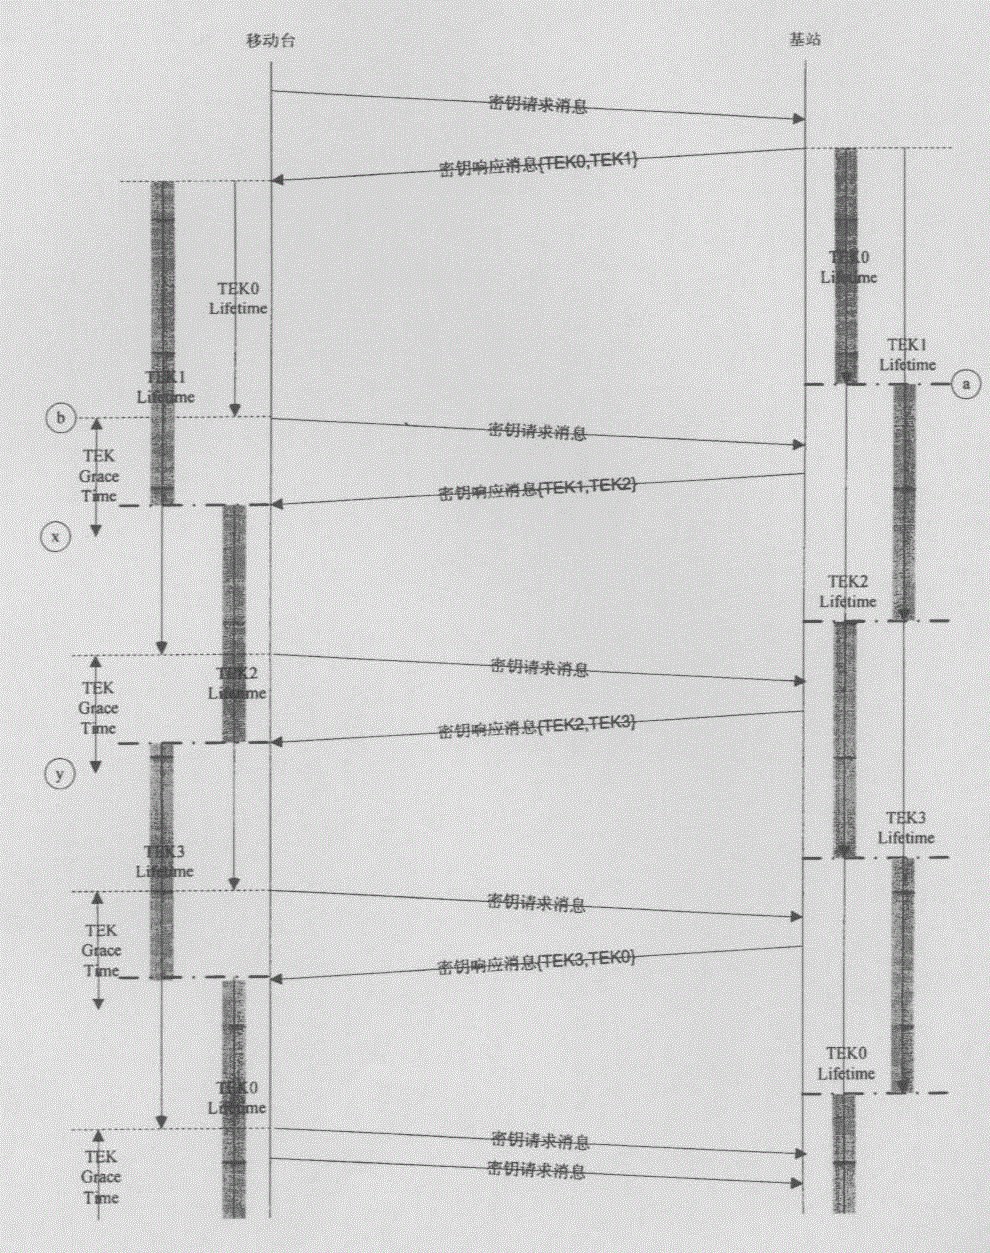 移动台
基站
密钥请求消息
密钥响应消息{TEK0,TEK1}
TEK0
Lifetime
TEK0
Lifetime
TEK1
Lifetime
TEK1
Lifetime
a
b
密钥请求消息
TEK
Grace
Time
密钥响应消息{TEK1,TEK2}
x
TEK2
Lifetime
密钥请求消息
TEK2
Lifetime
TEK
Grace
Time
密钥响应消息{TEK2,TEK3}
y
TEK3
Lifetime
TEK3
Lifetime
密钥请求消息
TEK
Grace
Time
密钥响应消息{TEK3,TEK0}
TEK0
Lifetime
TEK0
Lifetime
密钥请求消息
密钥请求消息
TEK
Grace
Time